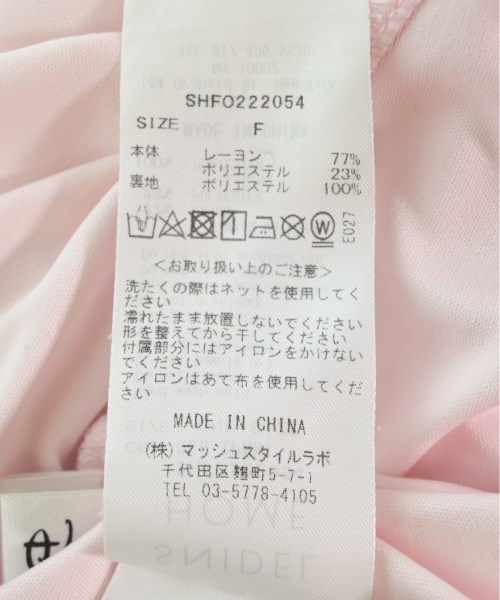 SHFO222054
SIZE F
本体 レーヨン 77%
ポリエステル 23%
裏地 ポリエステル 100%
W
E027
＜お取り扱い上のご注意＞
洗たくの際はネットを使用してく
ださい
濡れたまま放置しないでください
形を整えてから干してください
付属部分にはアイロンをかけない
でください
アイロンはあて布を使用してくだ
さい
MADE IN CHINA
(株)マッシュスタイルラボ
千代田区麹町5-7-1
TEL 03-5778-4105
HOME
SNIDEL